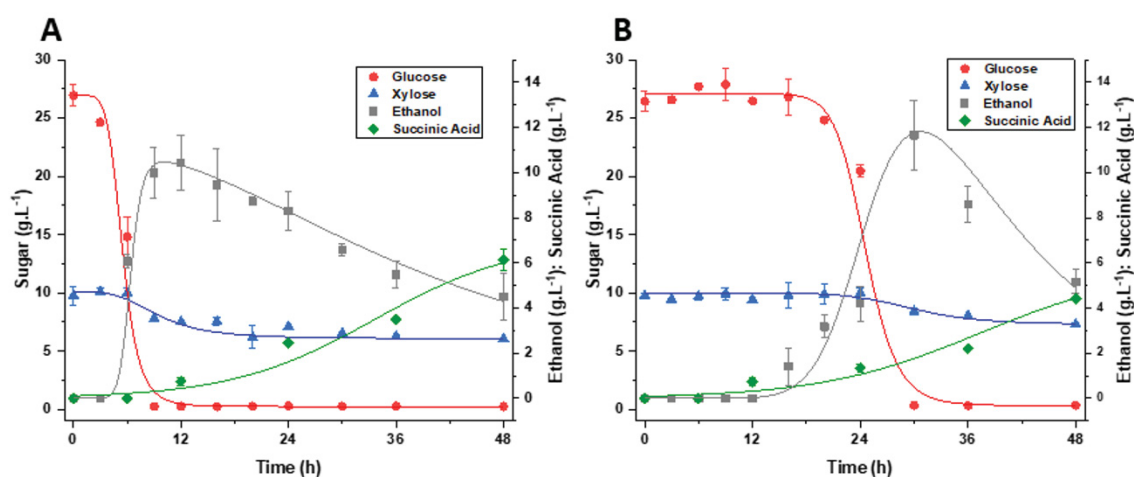 A
30
25
20
15
10
5
0
Sugar (g.L⁻¹)
14
12
10
8
6
4
2
0
Ethanol (g.L⁻¹): Succinic Acid (g.L⁻¹)
Glucose
Xylose
Ethanol
Succinic Acid
0 12 24 36 48
Time (h)
B
30
25
20
15
10
5
0
Sugar (g.L⁻¹)
14
12
10
8
6
4
2
0
Ethanol (g.L⁻¹): Succinic Acid (g.L⁻¹)
Glucose
Xylose
Ethanol
Succinic Acid
0 12 24 36 48
Time (h)